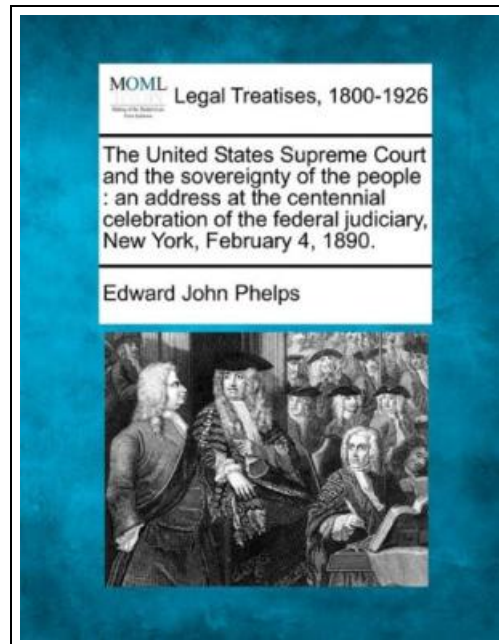 MOML
Legal Treatises, 1800-1926
The United States Supreme Court
and the sovereignty of the people
: an address at the centennial
celebration of the federal judiciary,
New York, February 4, 1890.
Edward John Phelps